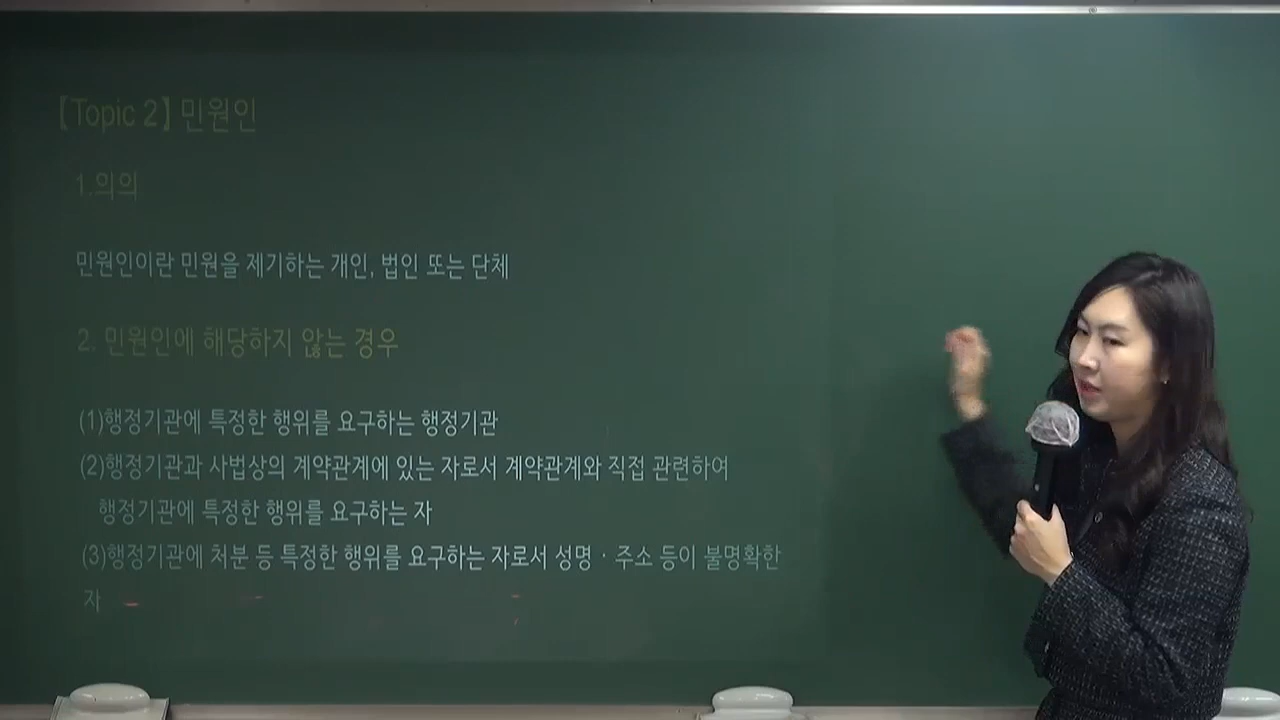 【Topic 2】 민원인
1.의의
민원인이란 민원을 제기하는 개인, 법인 또는 단체
2. 민원인에 해당하지 않는 경우
(1)행정기관에 특정한 행위를 요구하는 행정기관
(2)행정기관과 사법상의 계약관계에 있는 자로서 계약관계와 직접 관련하여
행정기관에 특정한 행위를 요구하는 자
(3)행정기관에 처분 등 특정한 행위를 요구하는 자로서 성명 · 주소 등이 불명확한
자